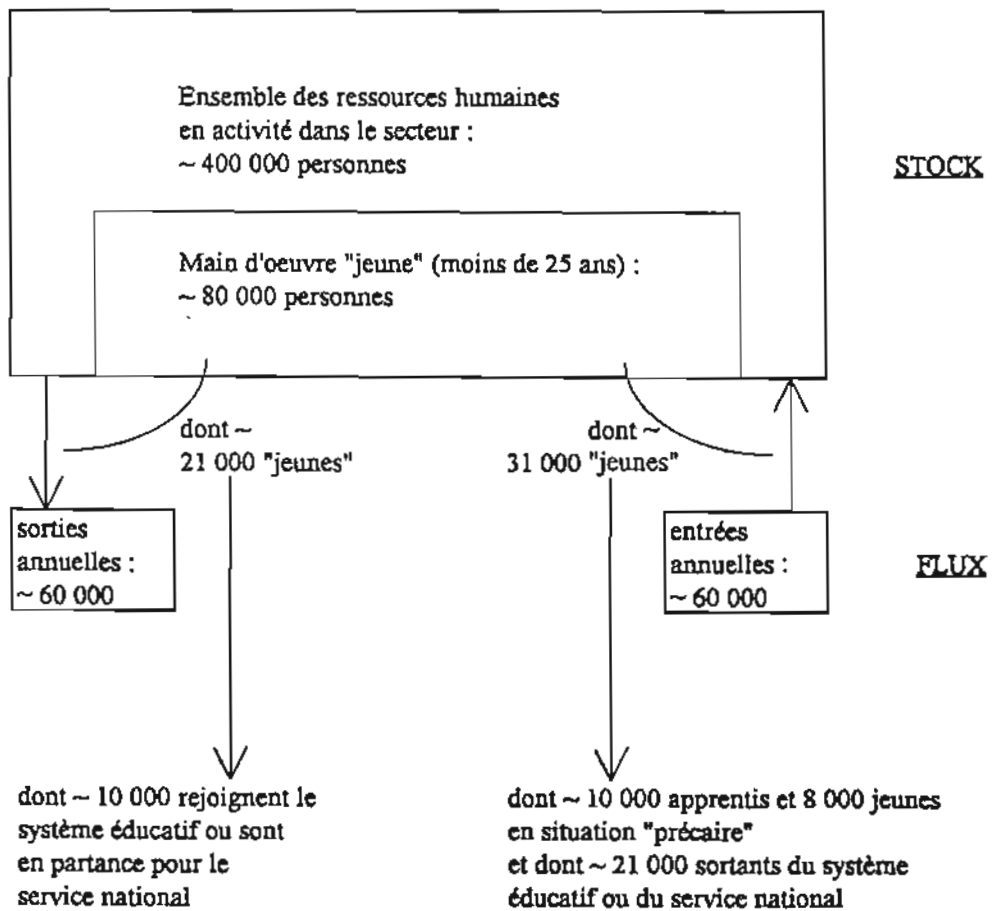 Ensemble des ressources humaines
en activité dans le secteur :
~ 400 000 personnes
STOCK
Main d'oeuvre "jeune" (moins de 25 ans) :
~ 80 000 personnes
dont ~
21 000 "jeunes"
dont ~
31 000 "jeunes"
sorties
annuelles :
~ 60 000
entrées
annuelles :
~ 60 000
FLUX
dont ~ 10 000 rejoignent le
système éducatif ou sont
en partance pour le
service national
dont ~ 10 000 apprentis et 8 000 jeunes
en situation "précaire"
et dont ~ 21 000 sortants du système
éducatif ou du service national